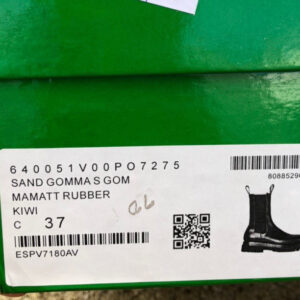 640051V00PO7275
SAND GOMMA S GOM
MAMATT RUBBER
KIWI
C 37
ESPV7180AV